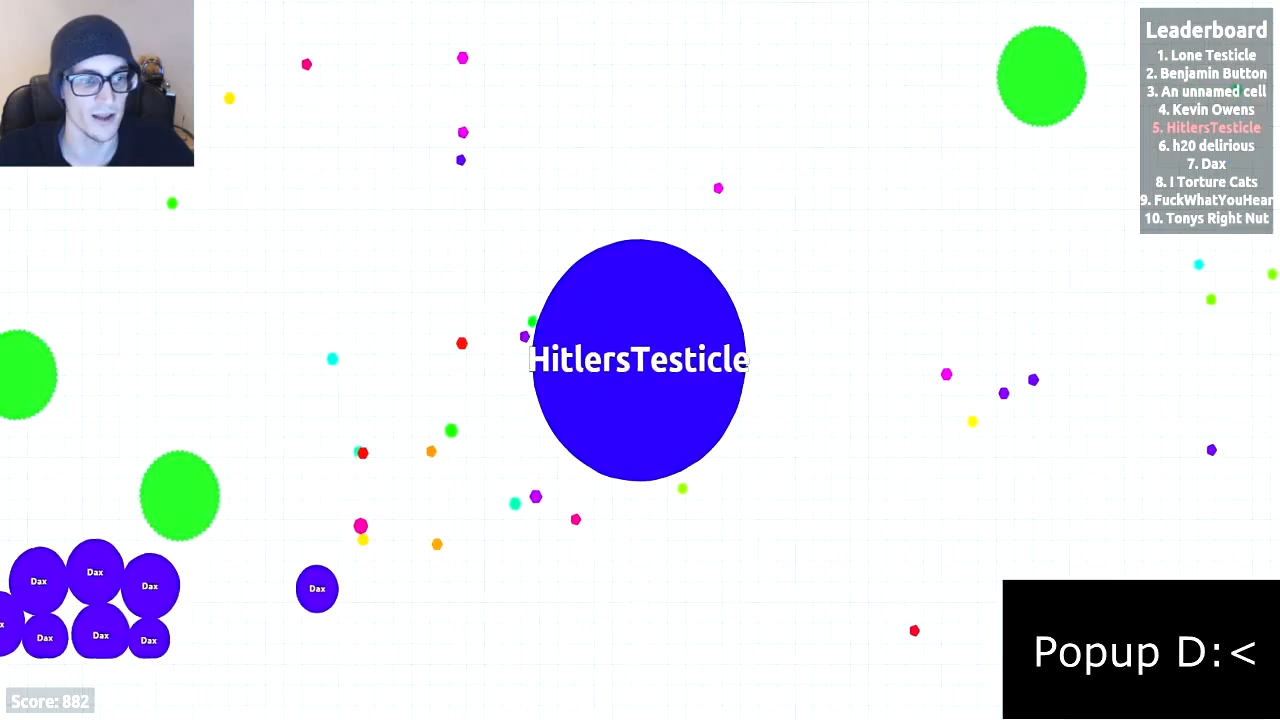 Leaderboard
1. Lone Testicle
2. Benjamin Button
3. An unnamed cell
4. Kevin Owens
5. HitlersTesticle
6. h20 delirious
7. Dax
8. I Torture Cats
9. FuckWhatYouHear
10. Tonys Right Nut
HitlersTesticle
Dax
Dax
Dax
Dax
x
Dax
Dax
Dax
Popup D:<
Score: 882